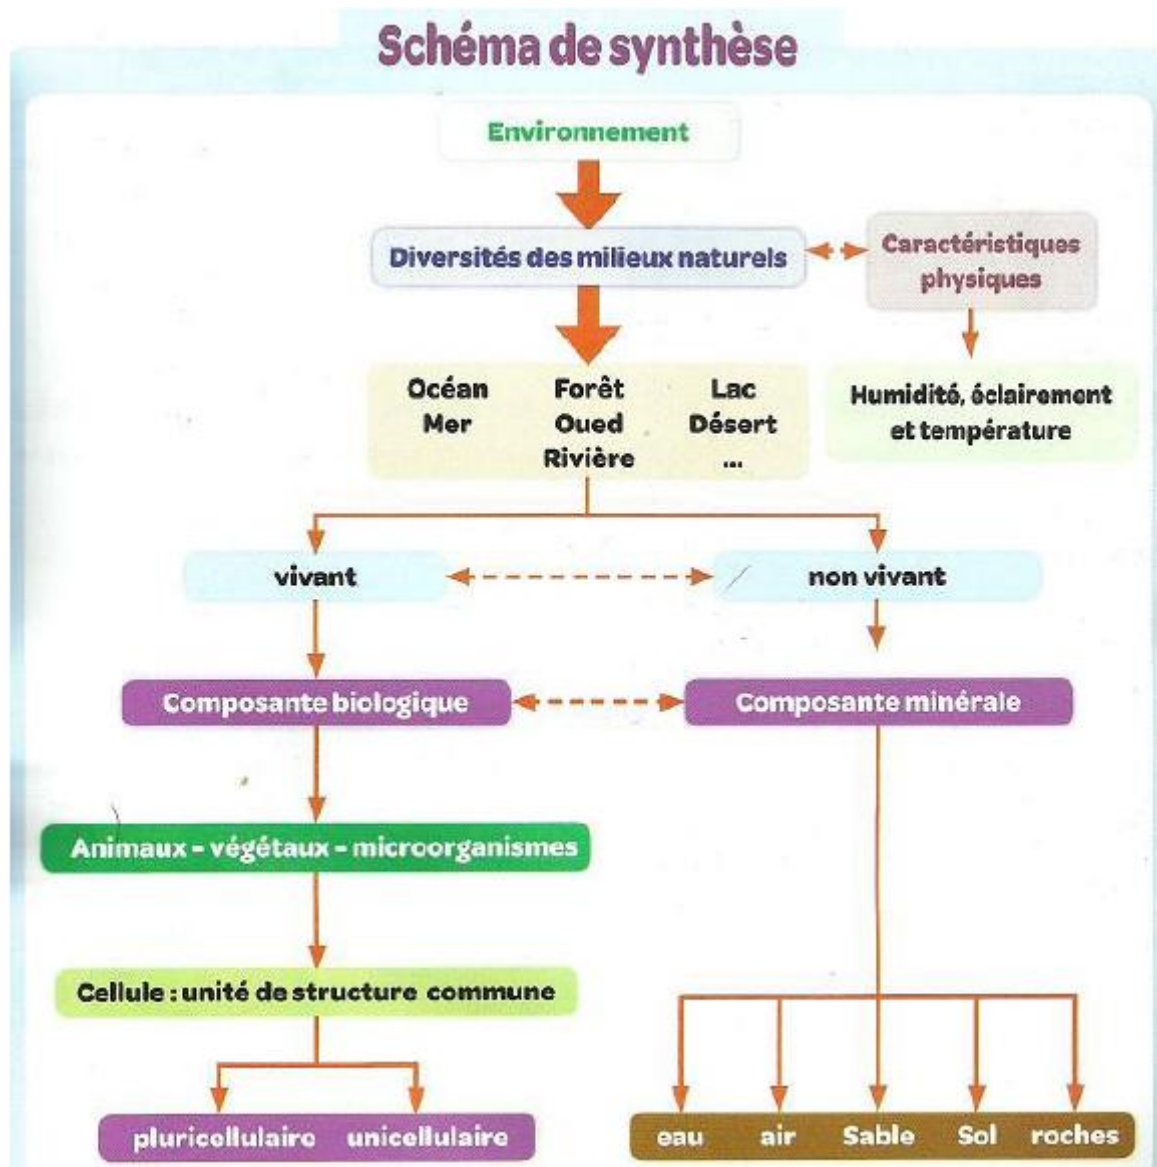 Schéma de synthèse
Environnement
Diversités des milieux naturels
Caractéristiques
physiques
Océan Forêt Lac
Mer Oued Désert
Rivière ...
Humidité, éclairement
et température
vivant
non vivant
Composante biologique
Composante minérale
Animaux - végétaux - microorganismes
Cellule : unité de structure commune
pluricellulaire unicellulaire
eau air Sable Sol roches